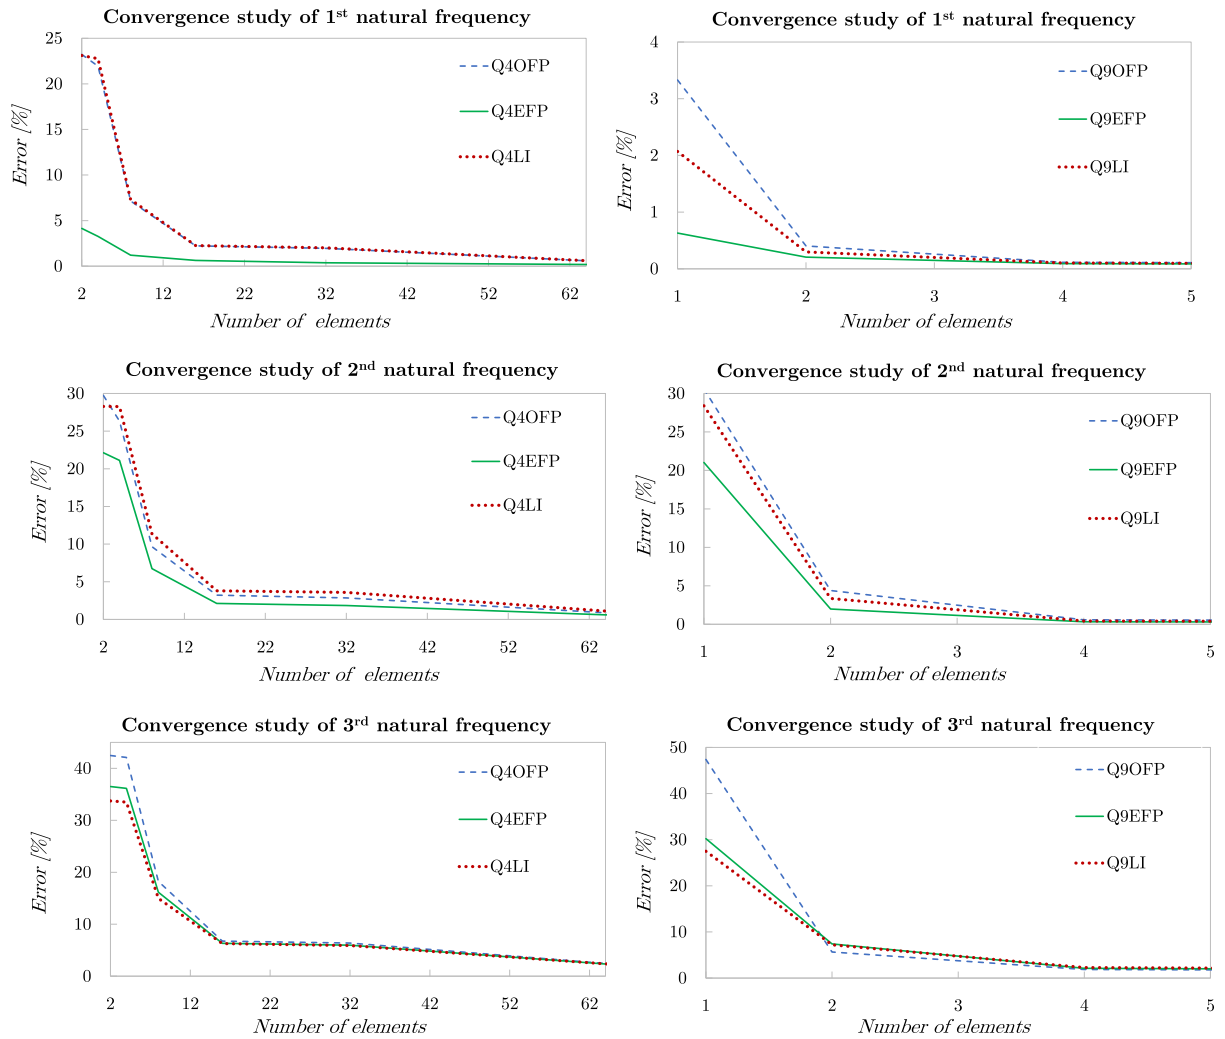 Convergence study of 1st natural frequency
25
20
15
10
5
0
Error [%]
Q4OFP
Q4EFP
Q4LI
2 12 22 32 42 52 62
Number of elements
Convergence study of 1st natural frequency
4
3
2
1
0
Error [%]
Q9OFP
Q9EFP
Q9LI
1 2 3 4 5
Number of elements
Convergence study of 2nd natural frequency
30
25
20
15
10
5
0
Error [%]
Q4OFP
Q4EFP
Q4LI
2 12 22 32 42 52 62
Number of elements
Convergence study of 2nd natural frequency
30
25
20
15
10
5
0
Error [%]
Q9OFP
Q9EFP
Q9LI
1 2 3 4 5
Number of elements
Convergence study of 3rd natural frequency
40
30
20
10
0
Error [%]
Q4OFP
Q4EFP
Q4LI
2 12 22 32 42 52 62
Number of elements
Convergence study of 3rd natural frequency
50
40
30
20
10
0
Error [%]
Q9OFP
Q9EFP
Q9LI
1 2 3 4 5
Number of elements